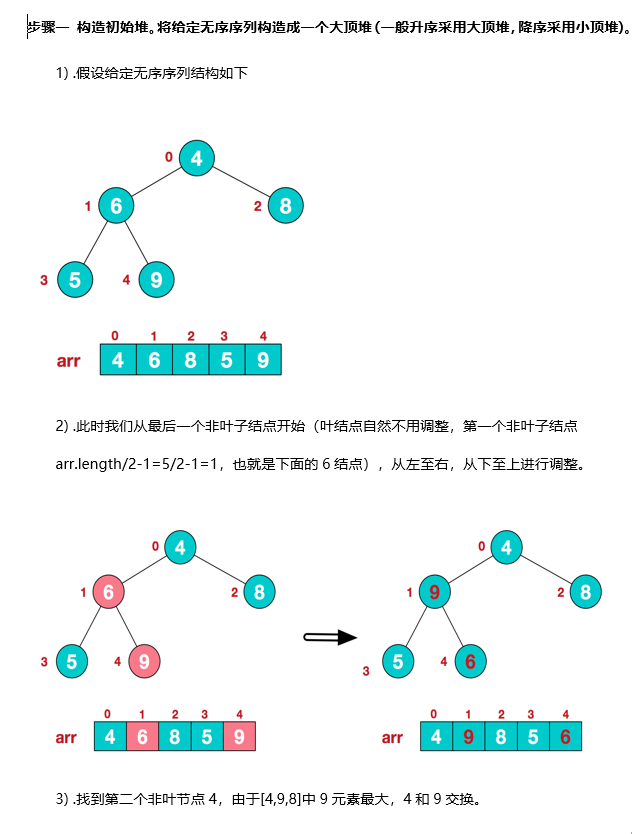 步骤一 构造初始堆。将给定无序序列构造成一个大顶堆(一般升序采用大顶堆,降序采用小顶堆)。
1) .假设给定无序序列结构如下
0 4
1 6 2 8
3 5 4 9
0 1 2 3 4
arr 4 6 8 5 9
2) .此时我们从最后一个非叶子结点开始（叶结点自然不用调整，第一个非叶子结点
arr.length/2-1=5/2-1=1，也就是下面的 6 结点），从左至右，从下至上进行调整。
0 4 0 4
1 6 2 8 1 9 2 8
3 5 4 9 3 5 4 6
0 1 2 3 4 0 1 2 3 4
arr 4 6 8 5 9 arr 4 9 8 5 6
3) .找到第二个非叶节点 4，由于[4,9,8]中 9 元素最大，4 和 9 交换。